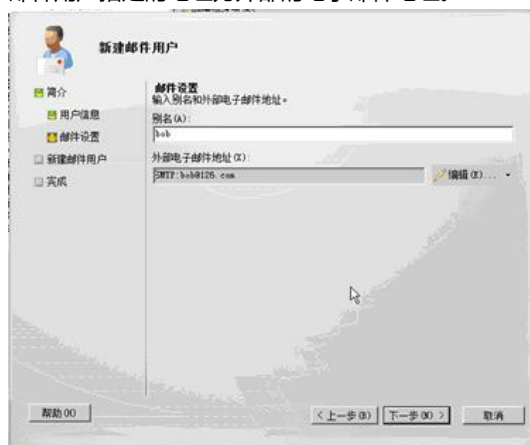 新建邮件用户
简介
用户信息
邮件设置
新建邮件用户
完成
邮件设置
输入别名和外部电子邮件地址。
别名(A):
bob
外部电子邮件地址(X):
SMTP:bob@126.com
编辑(E)...
帮助(H)
<上一步(B)
下一步(N)>
取消